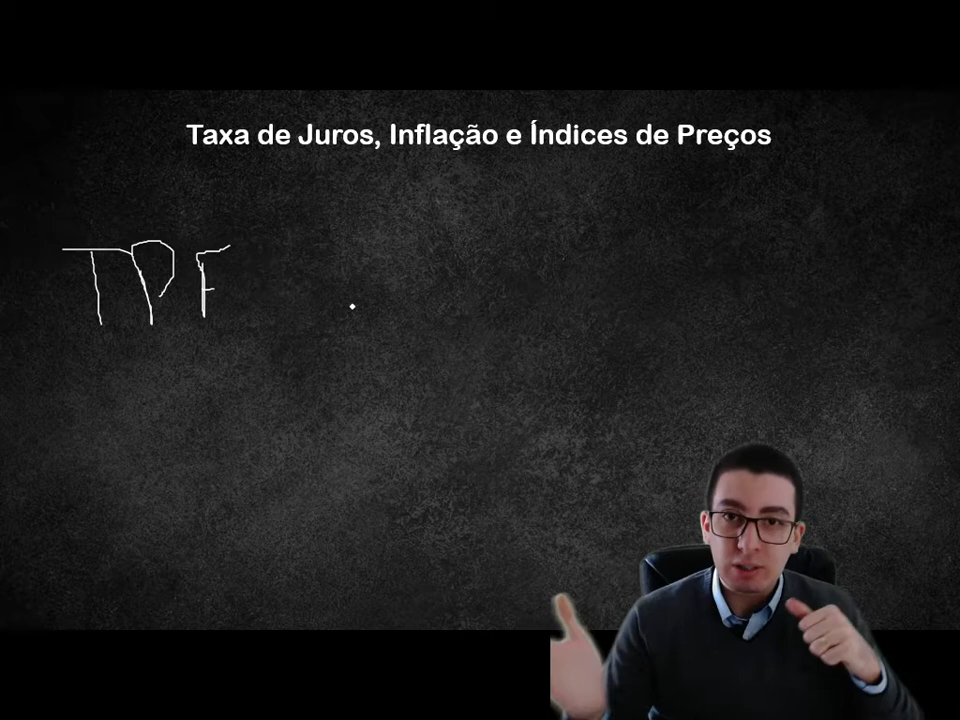 Taxa de Juros, Inflação e Índices de Preços
TPF